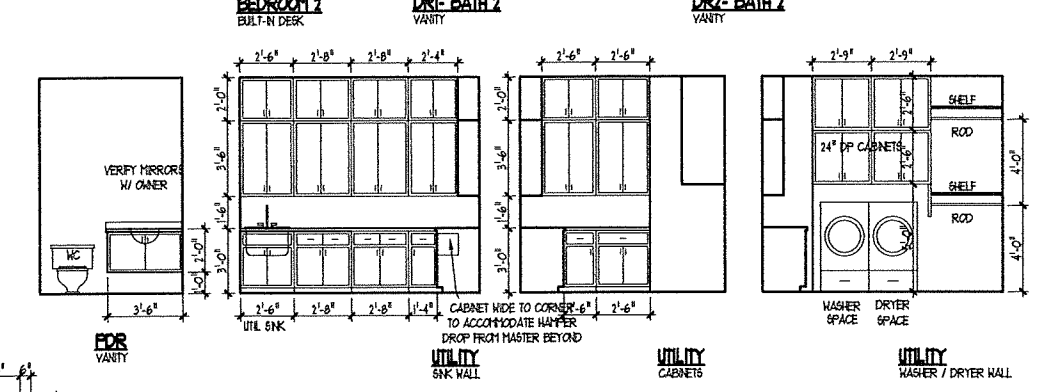 BEDROOM 2
BUILT-IN DESK
DR1- BATH 2
VANITY
DR2- BATH 2
VANITY
2'-6" 2'-8" 2'-8" 2'-4"
2'-6" 2'-6"
2'-9" 2'-9"
2'-0"
3'-6"
1'-6"
3'-0"
2'-0"
3'-6"
1'-6"
3'-0"
2'-6"
2'-6"
SHELF
ROD
24" DP CABINETS
SHELF
ROD
4'-0"
4'-0"
VERIFY MIRRORS
W/ OWNER
WC
2'-0"
1'-0"
3'-6"
2'-6" 2'-8" 2'-8" 1'-4"
UTIL SINK
CABINET WIDE TO CORNER
TO ACCOMMODATE HAMPER
DROP FROM MASTER BEYOND
2'-6"
WASHER
SPACE
DRYER
SPACE
PDR
VANITY
UTILITY
SINK WALL
UTILITY
CABINETS
UTILITY
WASHER / DRYER WALL
6"